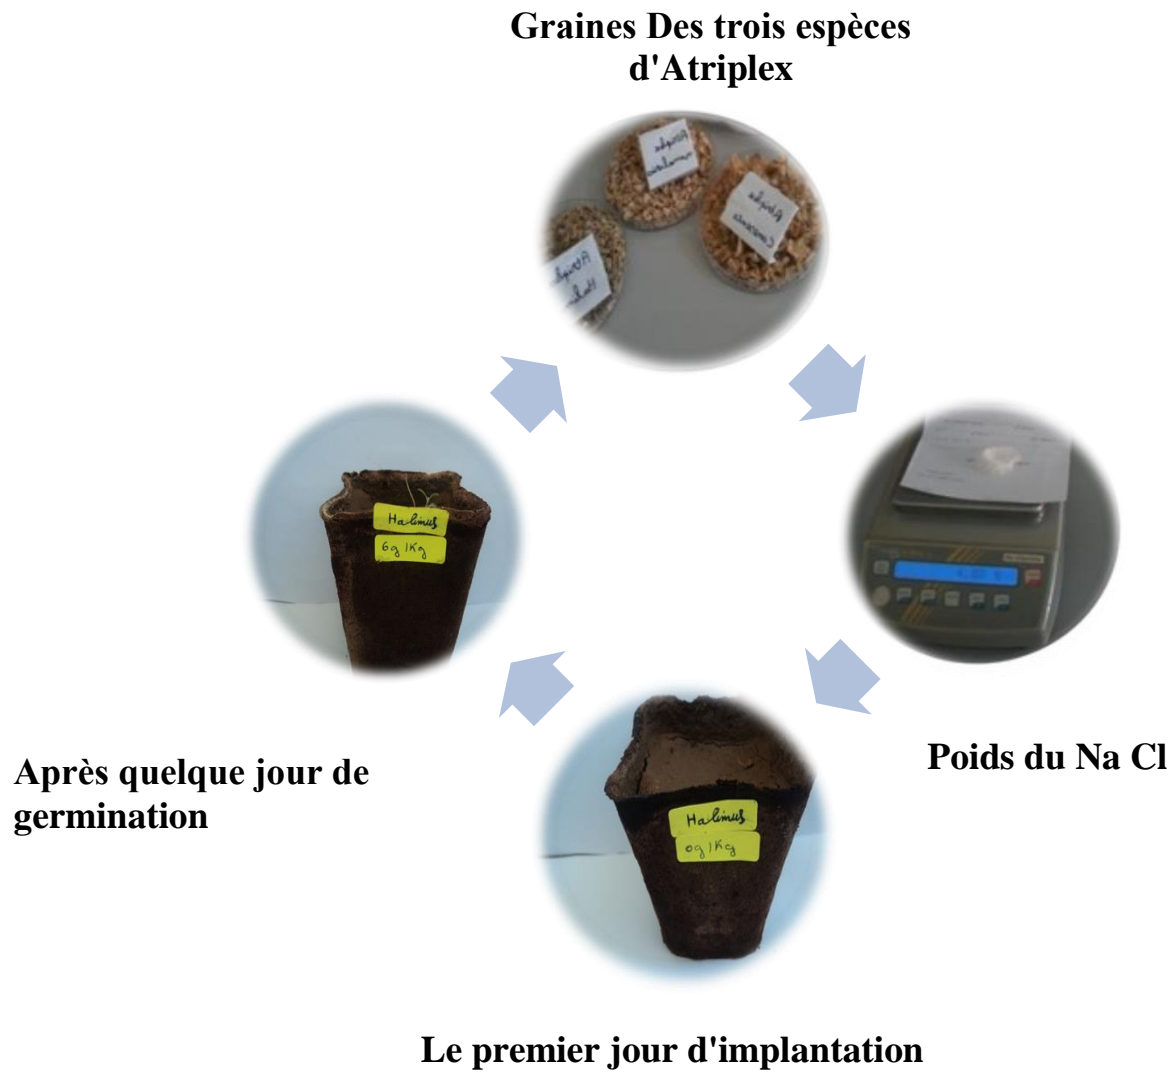 Graines Des trois espèces
d'Atriplex
Halimus
6g/Kg
Poids du Na Cl
Après quelque jour de
germination
Halimus
0g/Kg
Le premier jour d'implantation